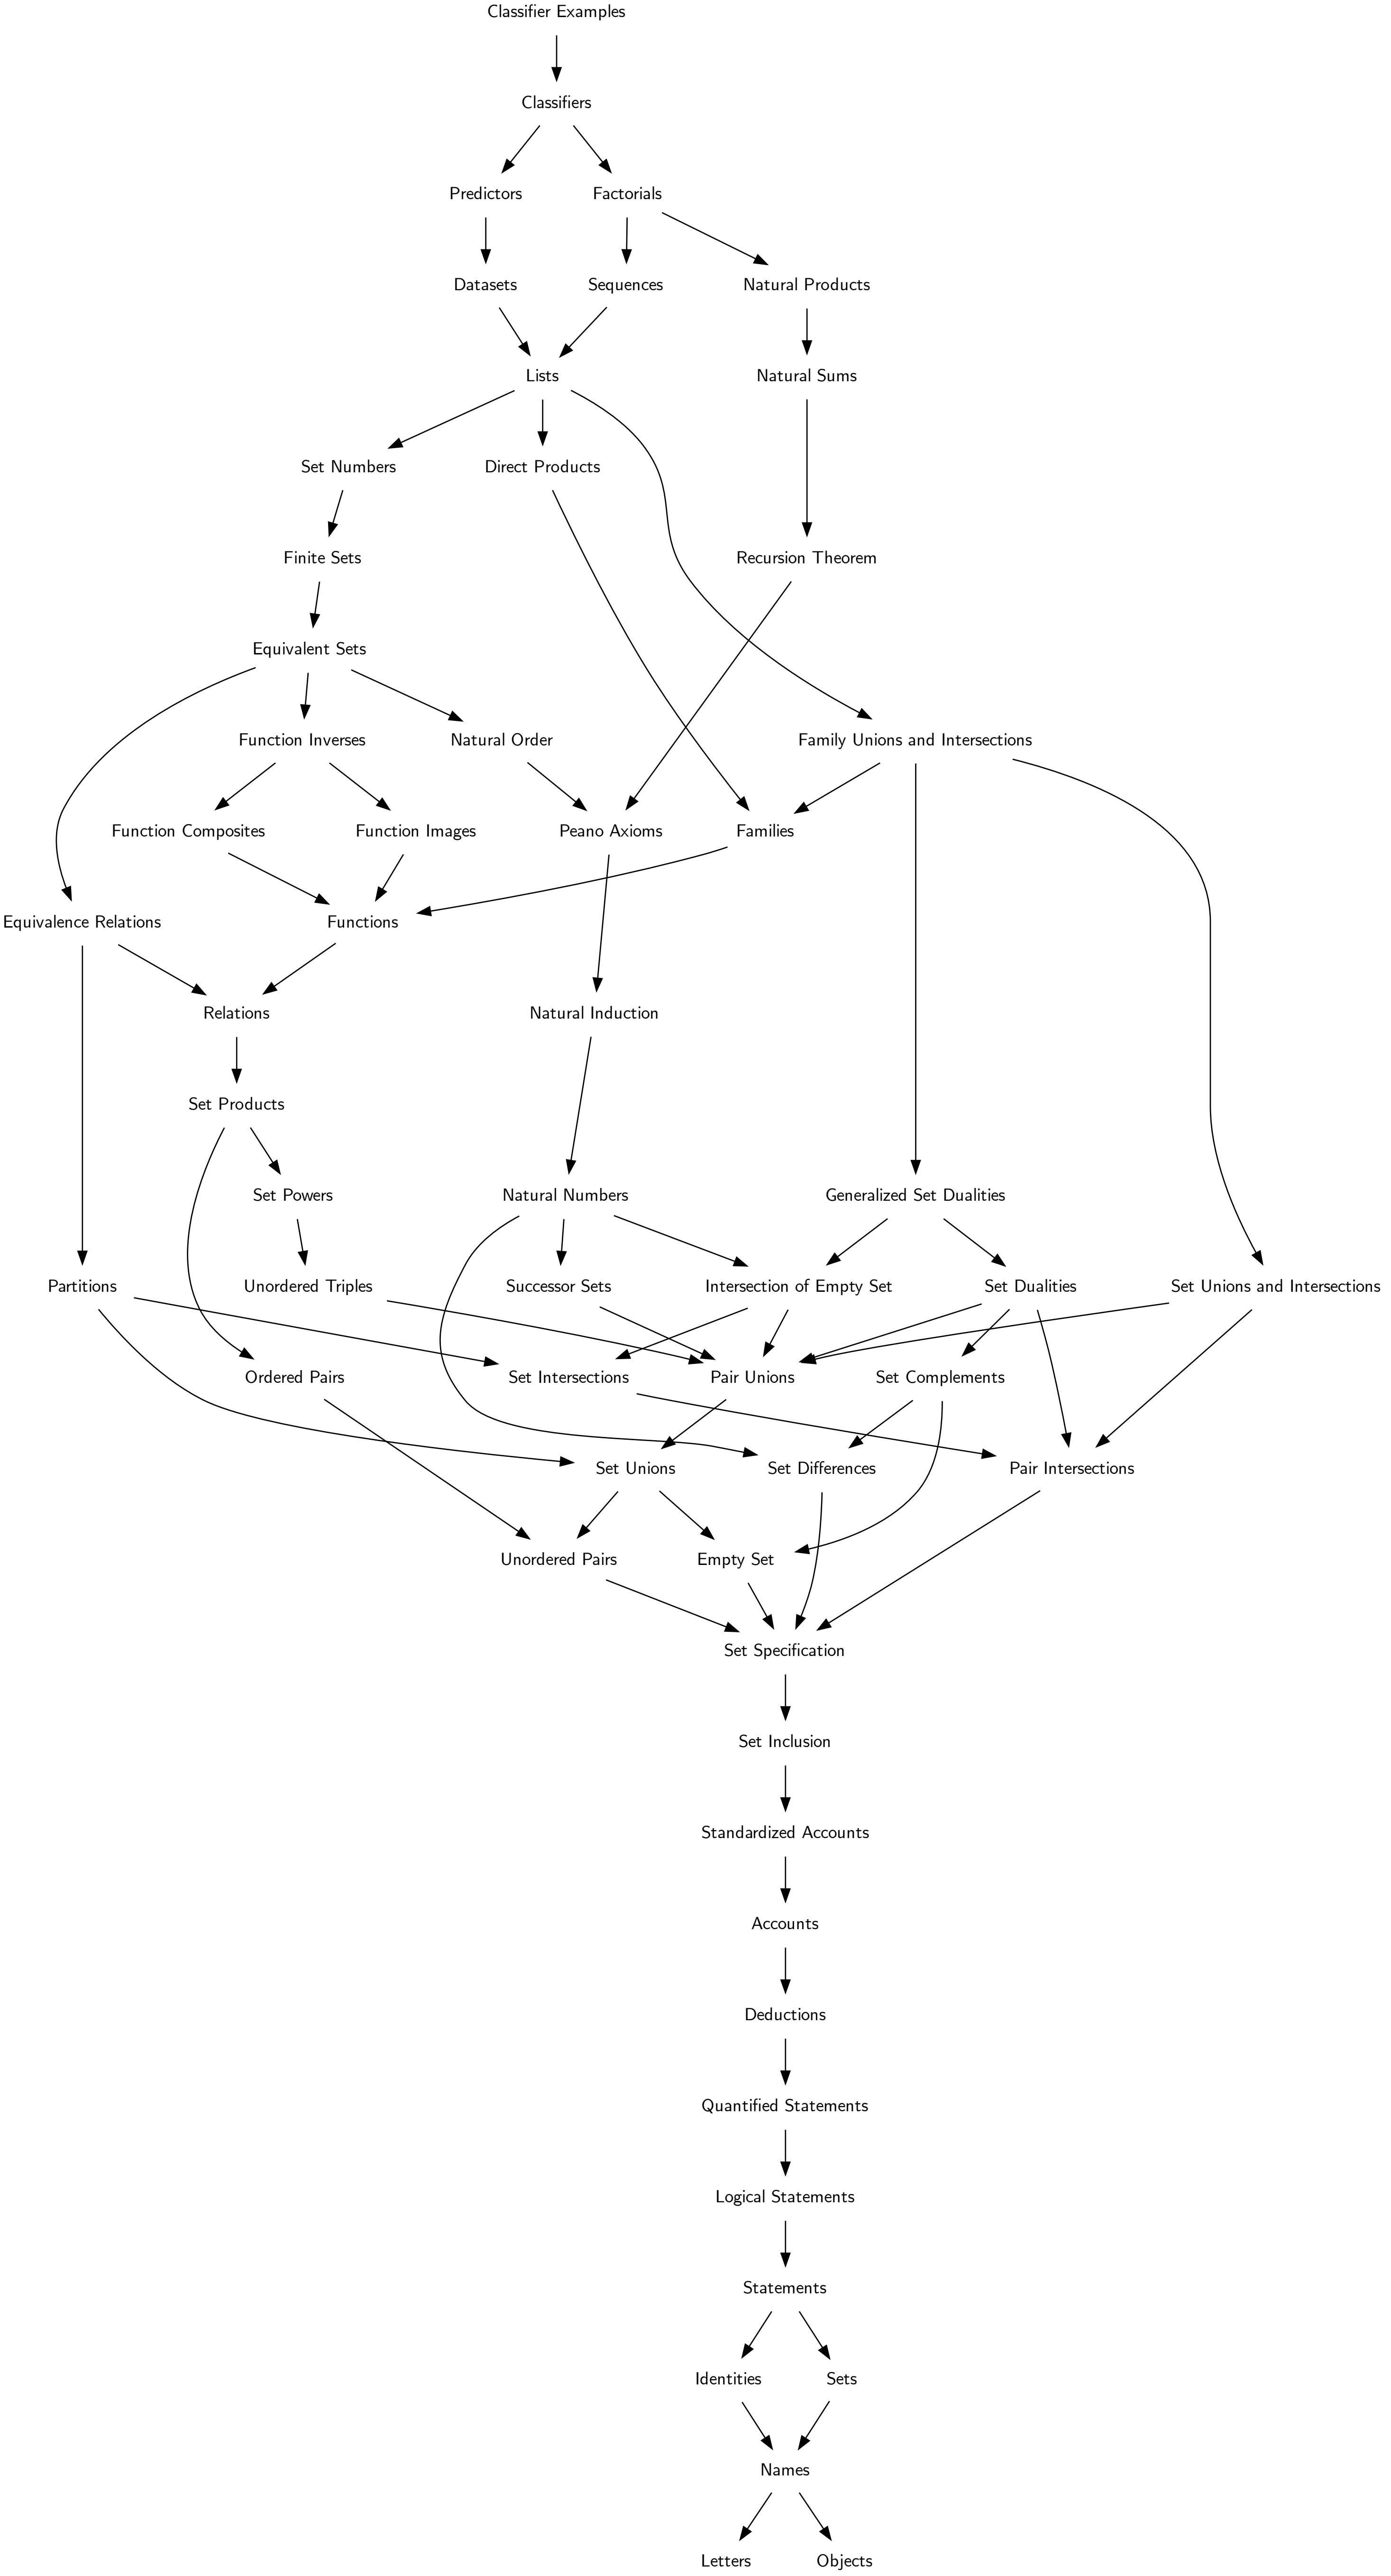 Classifier Examples
Classifiers
Predictors
Factorials
Datasets
Sequences
Natural Products
Lists
Natural Sums
Set Numbers
Direct Products
Finite Sets
Recursion Theorem
Equivalent Sets
Function Inverses
Natural Order
Family Unions and Intersections
Function Composites
Function Images
Peano Axioms
Families
Equivalence Relations
Functions
Relations
Natural Induction
Set Products
Set Powers
Natural Numbers
Generalized Set Dualities
Partitions
Unordered Triples
Successor Sets
Intersection of Empty Set
Set Dualities
Set Unions and Intersections
Ordered Pairs
Set Intersections
Pair Unions
Set Complements
Set Unions
Set Differences
Pair Intersections
Unordered Pairs
Empty Set
Set Specification
Set Inclusion
Standardized Accounts
Accounts
Deductions
Quantified Statements
Logical Statements
Statements
Identities
Sets
Names
Letters
Objects